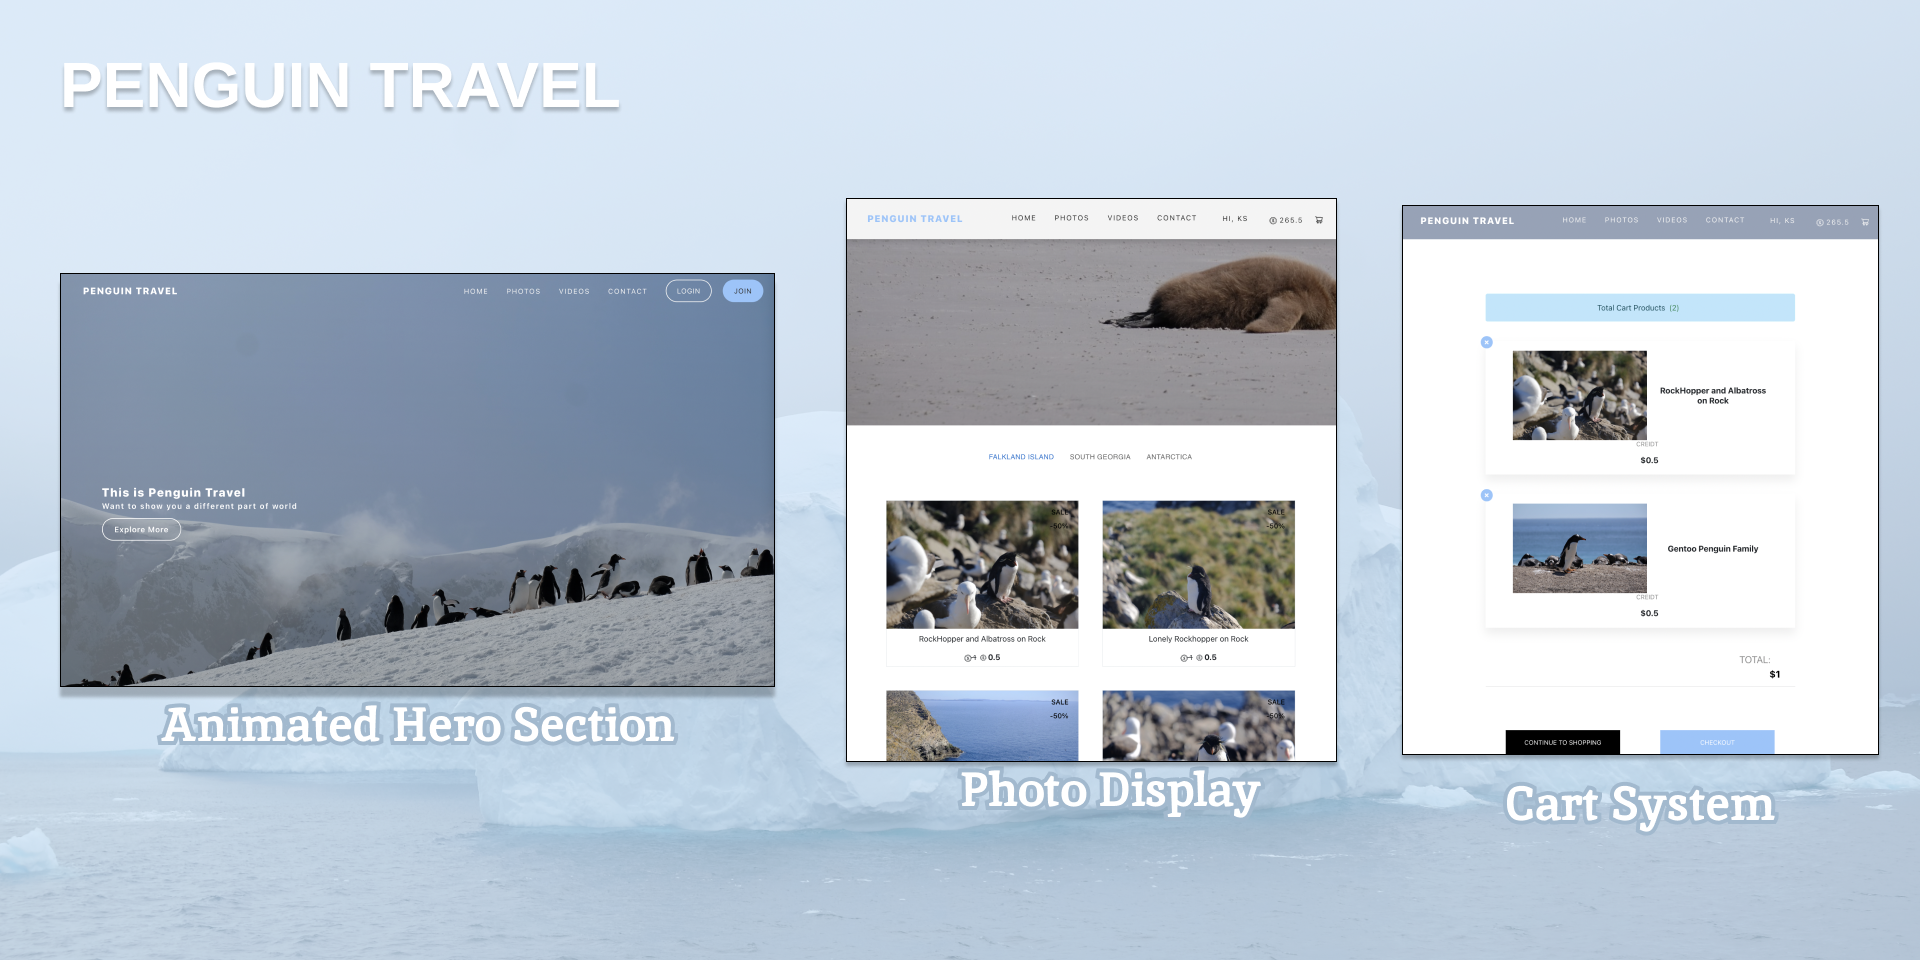 PENGUIN TRAVEL
PENGUIN TRAVEL
HOME PHOTOS VIDEOS CONTACT LOGIN JOIN
This is Penguin Travel
Want to show you a different part of world
Explore More
Animated Hero Section
PENGUIN TRAVEL
HOME PHOTOS VIDEOS CONTACT HI, KS 265.5
FALKLAND ISLAND SOUTH GEORGIA ANTARCTICA
SALE
-50%
RockHopper and Albatross on Rock
1 0.5
SALE
-50%
Lonely Rockhopper on Rock
1 0.5
SALE
-50%
SALE
-50%
Photo Display
PENGUIN TRAVEL
HOME PHOTOS VIDEOS CONTACT HI, KS 265.5
Total Cart Products (2)
RockHopper and Albatross
on Rock
CREIDT
$0.5
Gentoo Penguin Family
CREIDT
$0.5
TOTAL:
$1
CONTINUE TO SHOPPING
CHECKOUT
Cart System